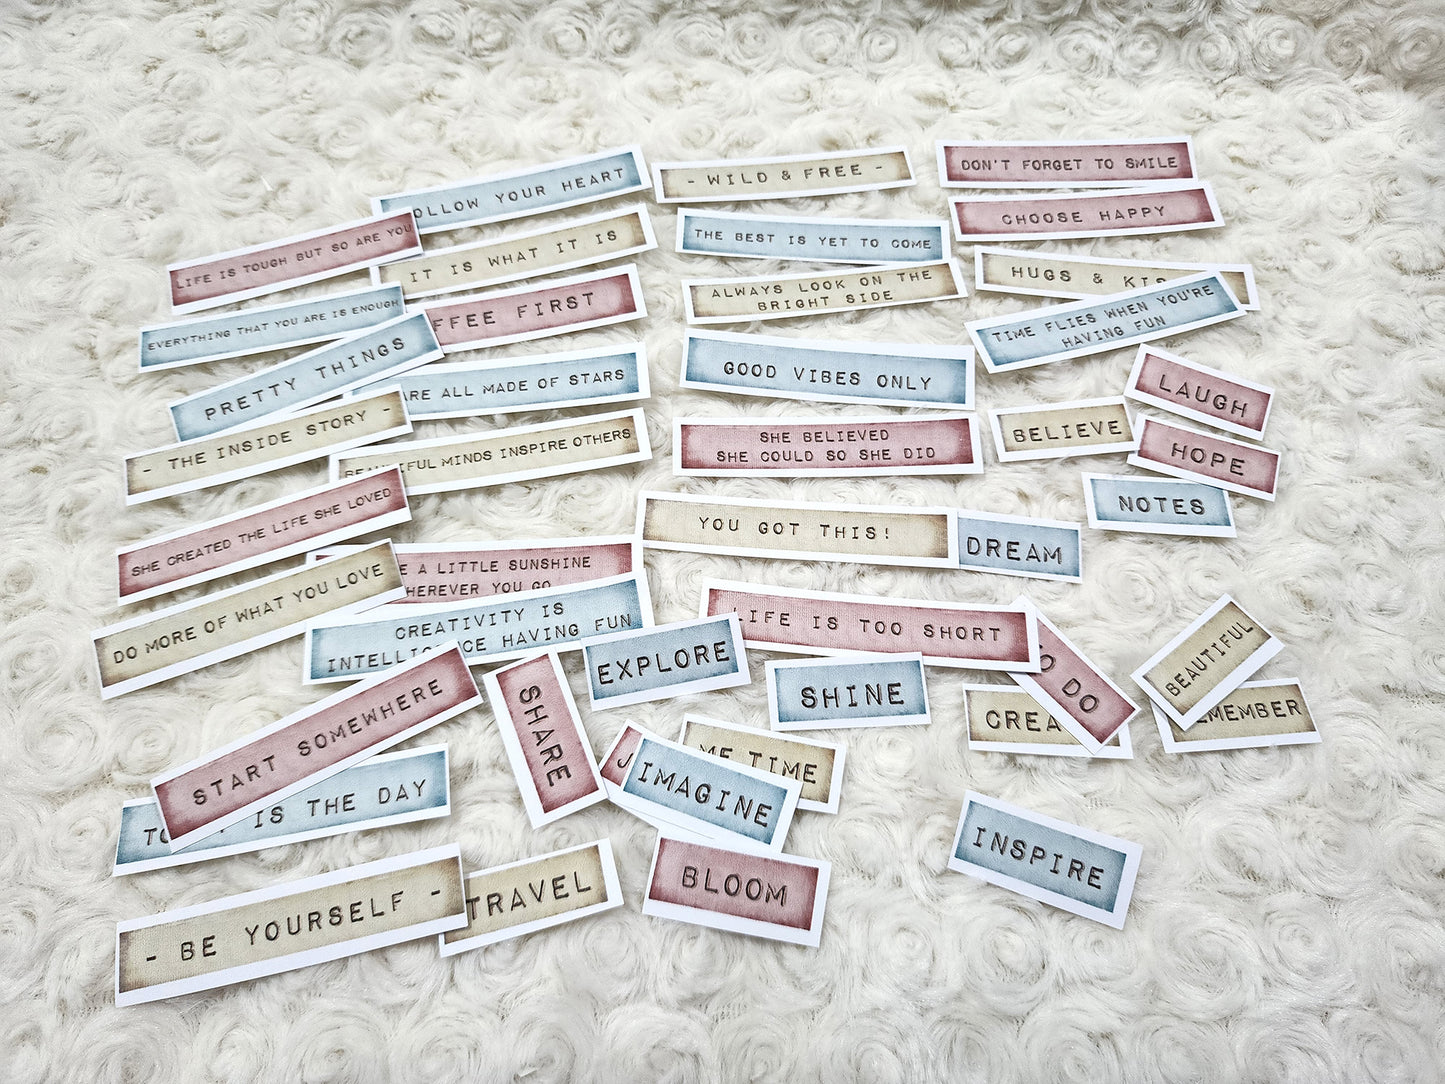 OLLOW YOUR HEART
- WILD & FREE -
DON'T FORGET TO SMILE
LIFE IS TOUGH BUT SO ARE YOU
IT IS WHAT IT IS
THE BEST IS YET TO COME
CHOOSE HAPPY
EVERYTHING THAT YOU ARE IS ENOUGH
FFEE FIRST
ALWAYS LOOK ON THE
BRIGHT SIDE
HUGS & KIS
TIME FLIES WHEN YOU'RE
HAVING FUN
PRETTY THINGS
ARE ALL MADE OF STARS
GOOD VIBES ONLY
LAUGH
- THE INSIDE STORY -
BEAUTIFUL MINDS INSPIRE OTHERS
SHE BELIEVED
SHE COULD SO SHE DID
BELIEVE
HOPE
SHE CREATED THE LIFE SHE LOVED
YOU GOT THIS!
DREAM
NOTES
DO MORE OF WHAT YOU LOVE
E A LITTLE SUNSHINE
HEREVER YOU GO
CREATIVITY IS
INTELLIGENCE HAVING FUN
LIFE IS TOO SHORT
EXPLORE
SHINE
TO DO
CREA
BEAUTIFUL
EMEMBER
START SOMEWHERE
SHARE
J
IMAGINE
ME TIME
TODAY IS THE DAY
INSPIRE
- BE YOURSELF -
TRAVEL
BLOOM